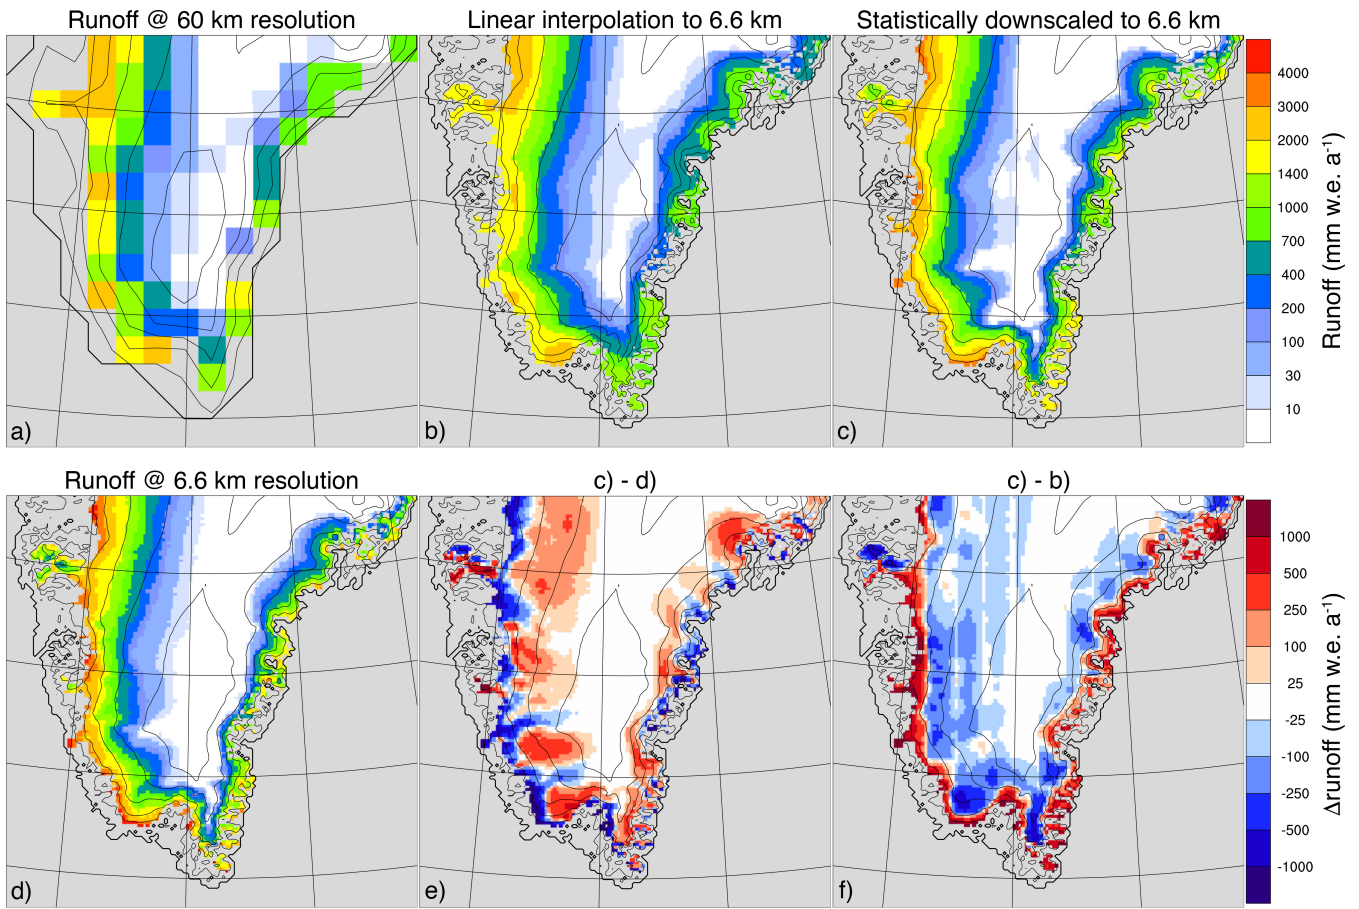 Runoff @ 60 km resolution
Linear interpolation to 6.6 km
Statistically downscaled to 6.6 km
a)
b)
c)
4000
3000
2000
1400
1000
700
400
200
100
30
10
Runoff (mm w.e. a⁻¹)
Runoff @ 6.6 km resolution
c) - d)
c) - b)
d)
e)
f)
1000
500
250
100
25
-25
-100
-250
-500
-1000
Δrunoff (mm w.e. a⁻¹)